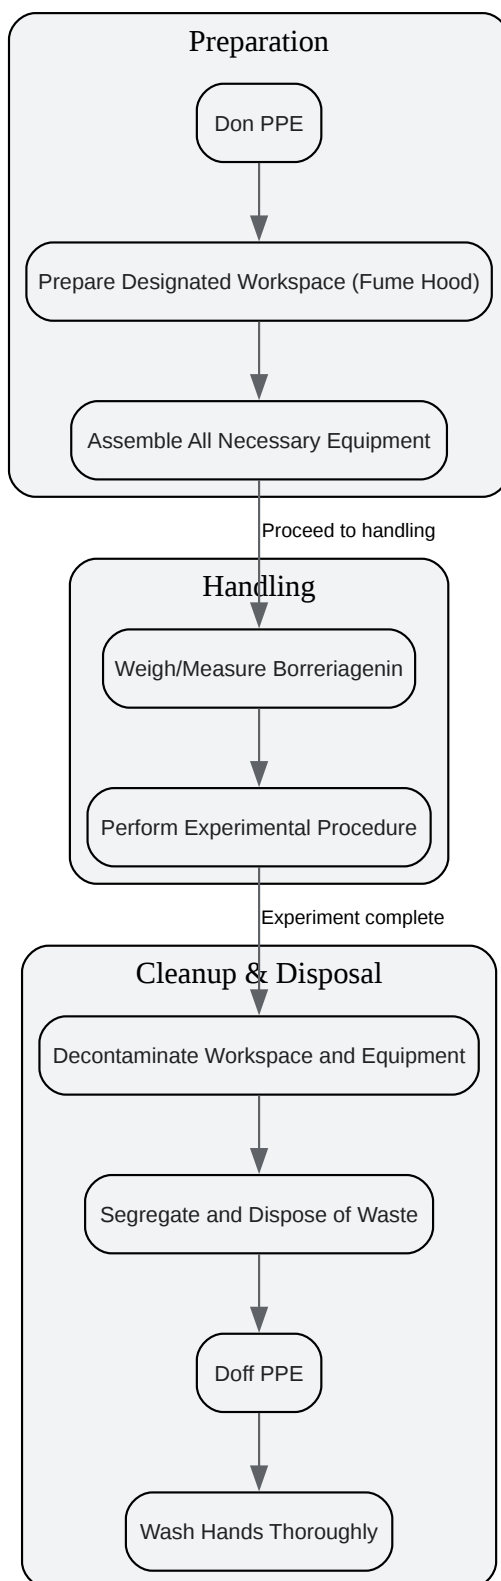 Preparation
Don PPE
Prepare Designated Workspace (Fume Hood)
Assemble All Necessary Equipment
Proceed to handling
Handling
Weigh/Measure Borreriagenin
Perform Experimental Procedure
Experiment complete
Cleanup & Disposal
Decontaminate Workspace and Equipment
Segregate and Dispose of Waste
Doff PPE
Wash Hands Thoroughly